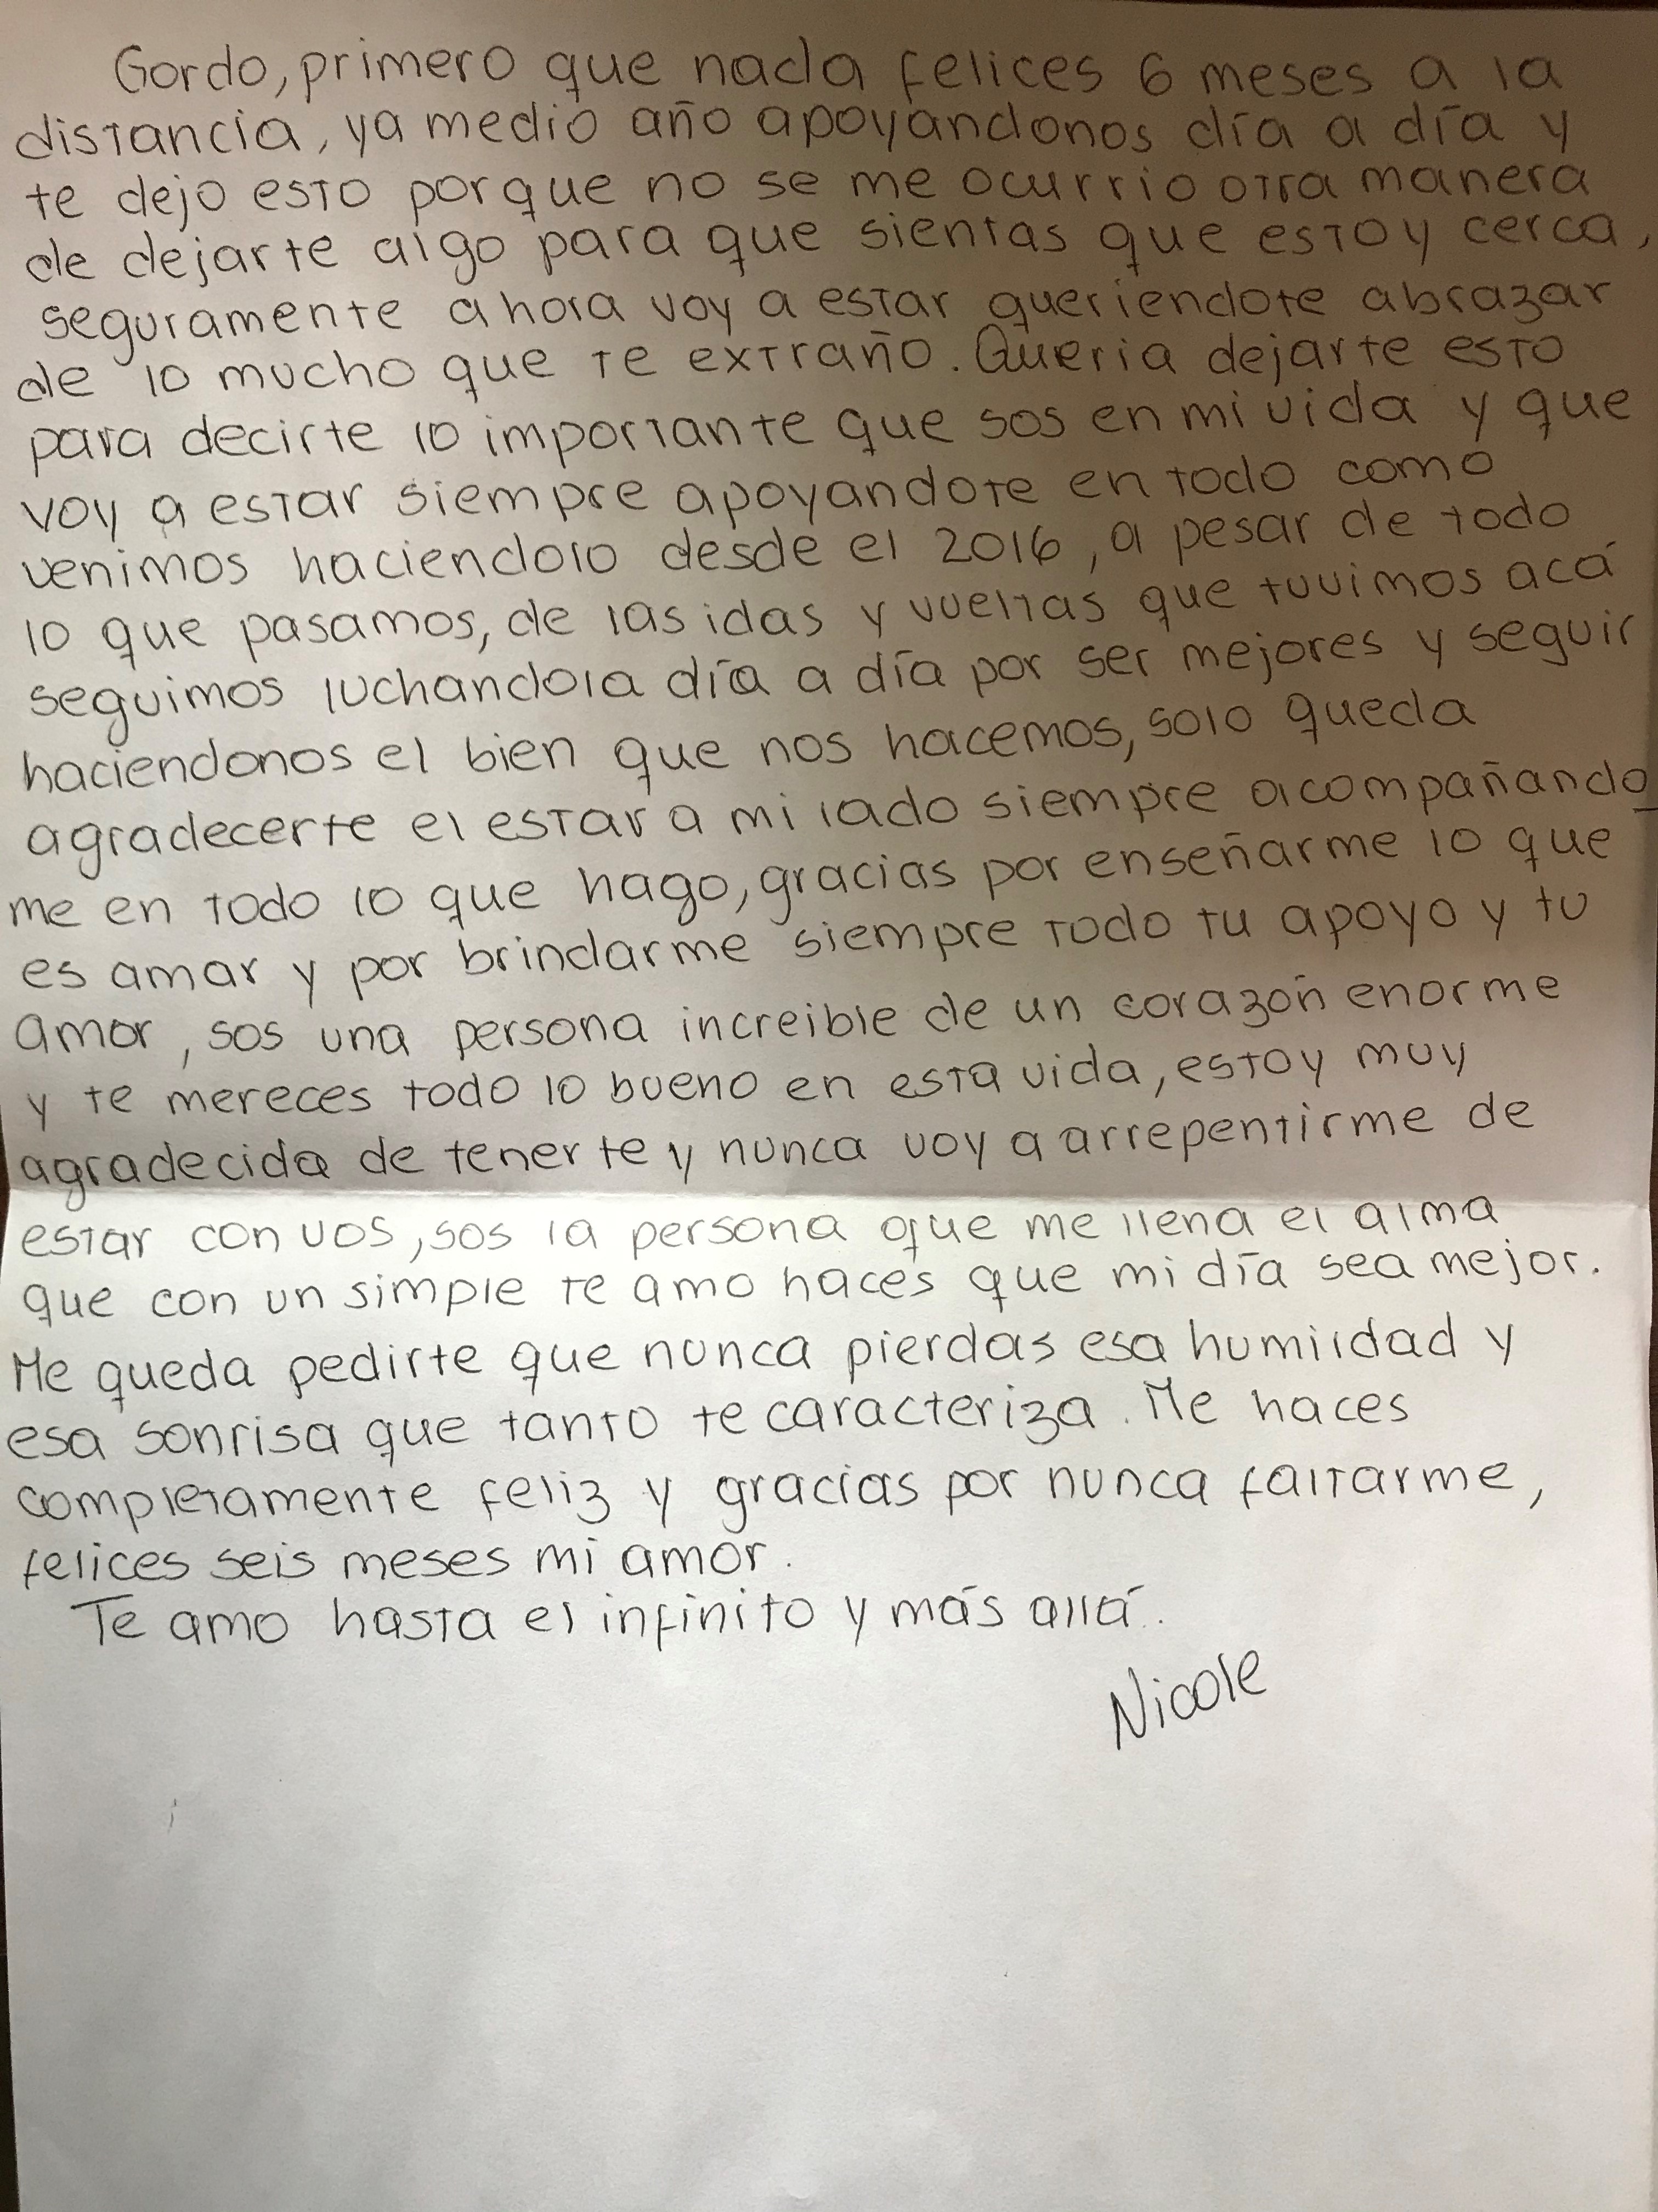 Gordo, primero que nada felices 6 meses a la
distancia, ya medio año apoyandonos día a día y
te dejo esto porque no se me ocurrio otra manera
de dejarte algo para que sientas que estoy cerca,
seguramente ahora voy a estar queriendote abrazar
de lo mucho que te extraño. Queria dejarte esto
para decirte lo importante que sos en mi vida y que
voy a estar siempre apoyandote en todo como
venimos haciendolo desde el 2016, a pesar de todo
lo que pasamos, de las idas y vueltas que tuvimos acá
seguimos luchandola día a día por ser mejores y seguir
haciendonos el bien que nos hacemos, solo queda
agradecerte el estar a mi lado siempre acompañando_
me en todo lo que hago, gracias por enseñarme lo que
es amar y por brindarme siempre todo tu apoyo y tu
amor, sos una persona increible de un corazón enorme
y te mereces todo lo bueno en esta vida, estoy muy
agradecida de tenerte y nunca voy a arrepentirme de
estar con vos, sos la persona que me llena el alma
que con un simple te amo haces que mi día sea mejor.
Me queda pedirte que nunca pierdas esa humildad y
esa sonrisa que tanto te caracteriza. Me haces
completamente feliz y gracias por nunca faltarme,
felices seis meses mi amor.
Te amo hasta el infinito y más allá.
Nicole